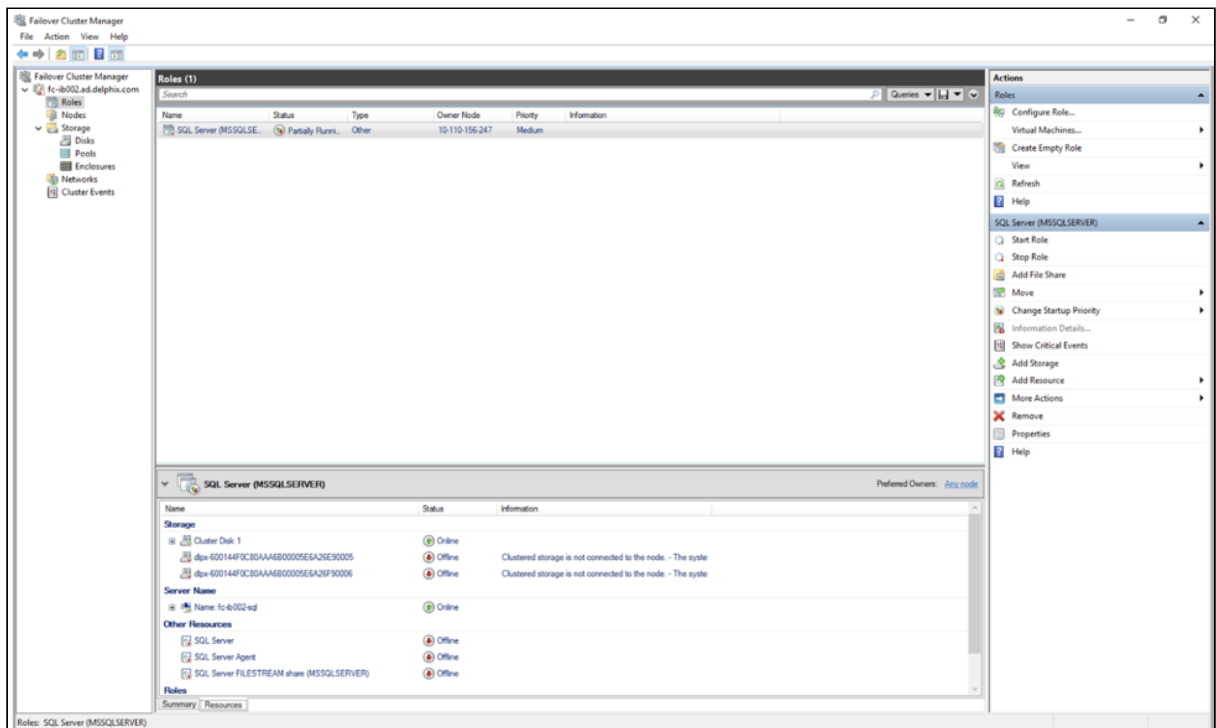 Failover Cluster Manager
File Action View Help
Failover Cluster Manager
fc-ib002.ad.delphix.com
Roles
Nodes
Storage
Disks
Pools
Enclosures
Networks
Cluster Events
Roles (1)
Search
Queries
Name Status Type Owner Node Priority Information
SQL Server (MSSQLSE... Partially Runni... Other 10-110-156-247 Medium
SQL Server (MSSQLSERVER) Preferred Owners: Any node
Name Status Information
Storage
Cluster Disk 1 Online
dlpx-600144F0C80AAA6B00005E6A26E90005 Offline Clustered storage is not connected to the node. - The syste
dlpx-600144F0C80AAA6B00005E6A26F90006 Offline Clustered storage is not connected to the node. - The syste
Server Name
Name: fc-ib002-sql Online
Other Resources
SQL Server Offline
SQL Server Agent Offline
SQL Server FILESTREAM share (MSSQLSERVER) Offline
Roles
Summary Resources
Actions
Roles
Configure Role...
Virtual Machines...
Create Empty Role
View
Refresh
Help
SQL Server (MSSQLSERVER)
Start Role
Stop Role
Add File Share
Move
Change Startup Priority
Information Details...
Show Critical Events
Add Storage
Add Resource
More Actions
Remove
Properties
Help
Roles: SQL Server (MSSQLSERVER)